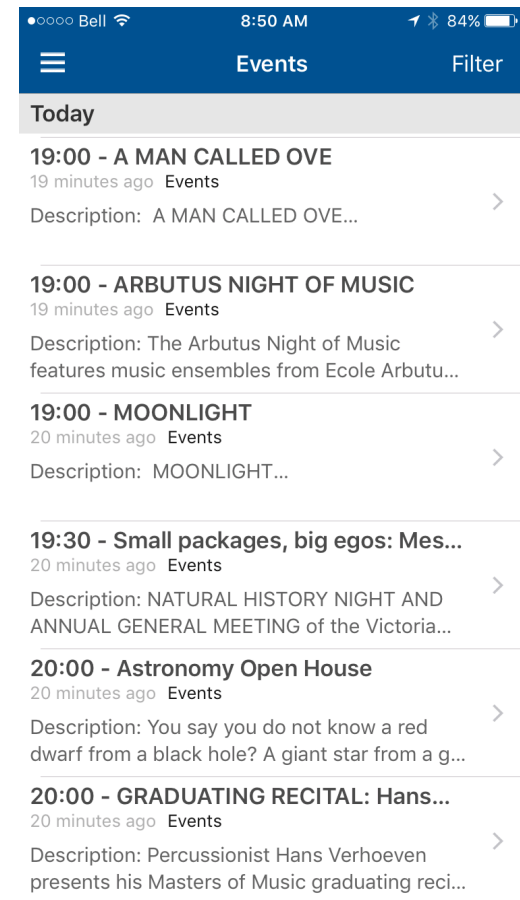 Bell 8:50 AM 84%
Events Filter
Today
19:00 - A MAN CALLED OVE
19 minutes ago Events
Description: A MAN CALLED OVE...
19:00 - ARBUTUS NIGHT OF MUSIC
19 minutes ago Events
Description: The Arbutus Night of Music
features music ensembles from Ecole Arbutu...
19:00 - MOONLIGHT
20 minutes ago Events
Description: MOONLIGHT...
19:30 - Small packages, big egos: Mes...
20 minutes ago Events
Description: NATURAL HISTORY NIGHT AND
ANNUAL GENERAL MEETING of the Victoria...
20:00 - Astronomy Open House
20 minutes ago Events
Description: You say you do not know a red
dwarf from a black hole? A giant star from a g...
20:00 - GRADUATING RECITAL: Hans...
20 minutes ago Events
Description: Percussionist Hans Verhoeven
presents his Masters of Music graduating reci...